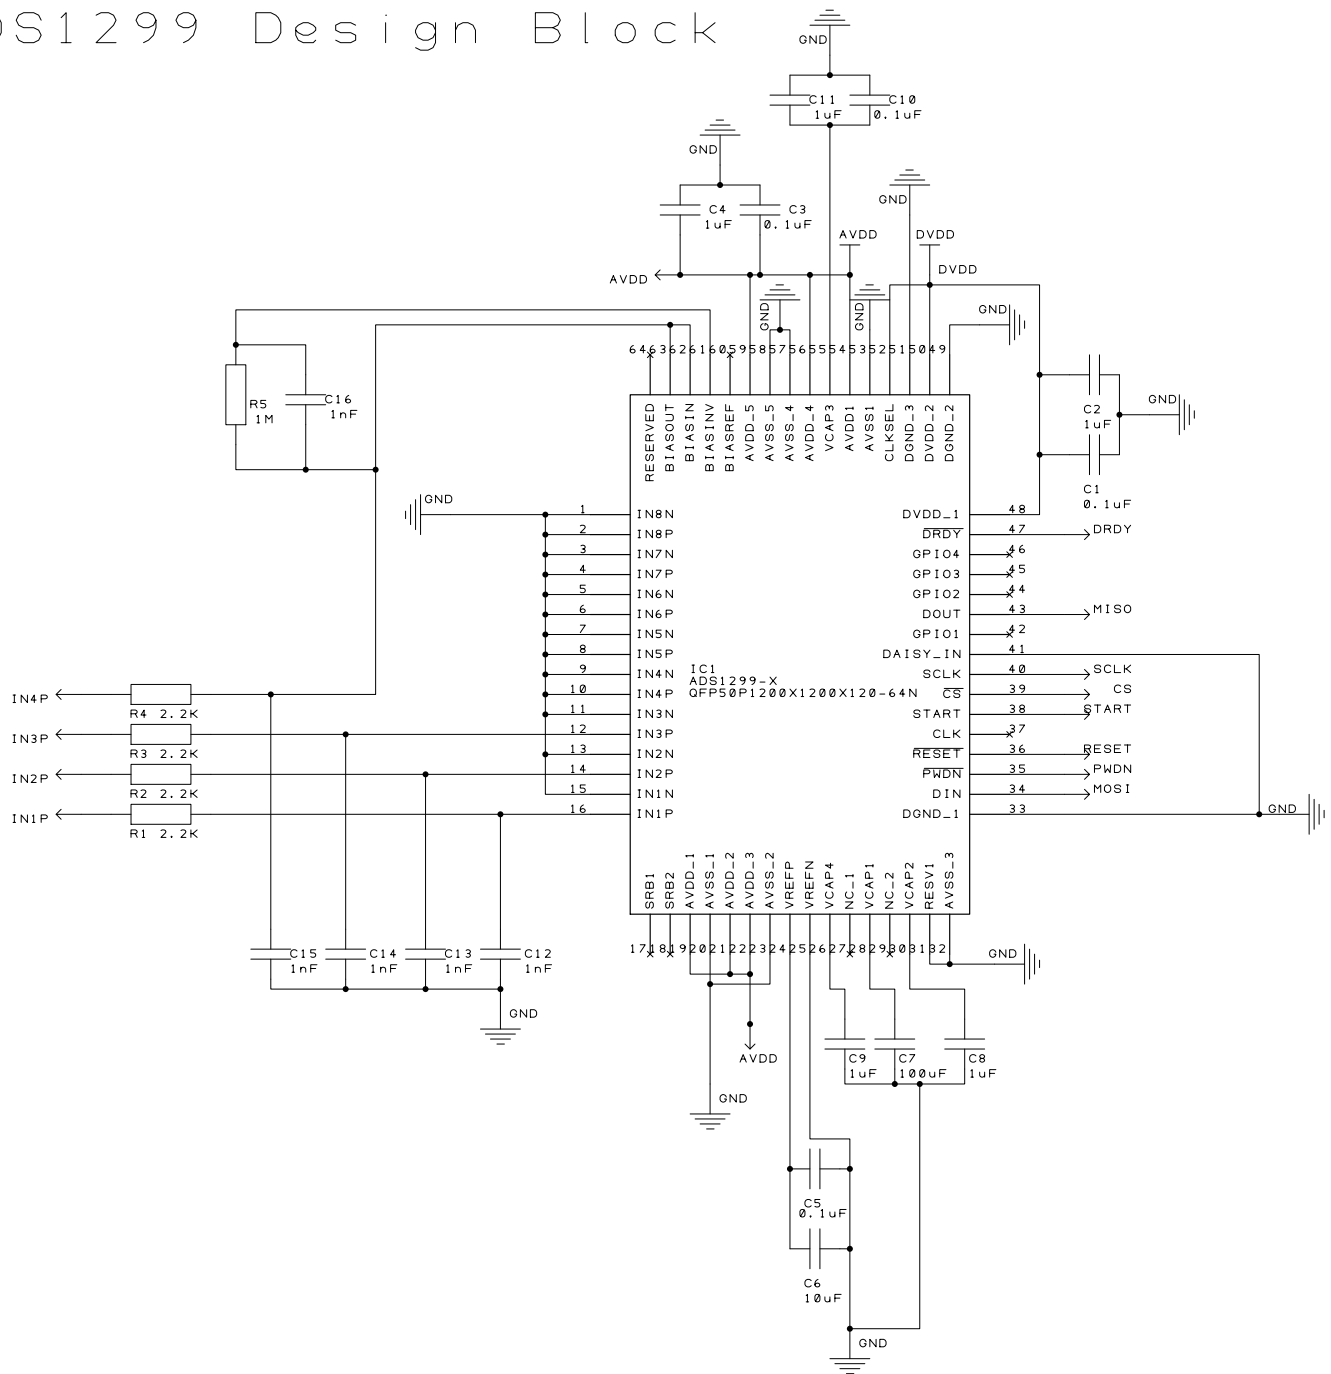 DS1299 Design Block
GND
C11
1uF
C10
0.1uF
GND
GND
C4
1uF
C3
0.1uF
AVDD
DVDD
DVDD
AVDD
GND
GND
GND
64 63 62 61 60 59 58 57 56 55 54 53 52 51 50 49
R5
1M
C16
1nF
RESERVED
BIASOUT
BIASIN
BIASINV
BIASREF
AVDD_5
AVSS_5
AVSS_4
AVDD_4
VCAP3
AVDD1
AVSS1
CLKSEL
DGND_3
DVDD_2
DGND_2
C2
1uF
GND
C1
0.1uF
GND
1 IN8N
2 IN8P
3 IN7N
4 IN7P
5 IN6N
6 IN6P
7 IN5N
8 IN5P
9 IN4N
10 IN4P
11 IN3N
12 IN3P
13 IN2N
14 IN2P
15 IN1N
16 IN1P
IC1
ADS1299-X
QFP50P1200X1200X120-64N
DVDD_1 48
DRDY 47 DRDY
GPIO4 46
GPIO3 45
GPIO2 44
DOUT 43 MISO
GPIO1 42
DAISY_IN 41
SCLK 40 SCLK
CS 39 CS
START 38 START
CLK 37
RESET 36 RESET
PWDN 35 PWDN
DIN 34 MOSI
DGND_1 33
GND
IN4P
R4 2.2K
IN3P
R3 2.2K
IN2P
R2 2.2K
IN1P
R1 2.2K
SRB1
SRB2
AVDD_1
AVSS_1
AVDD_2
AVDD_3
AVSS_2
VREFP
VREFN
VCAP4
NC_1
VCAP1
NC_2
VCAP2
RESV1
AVSS_3
17 18 19 20 21 22 23 24 25 26 27 28 29 30 31 32
C15
1nF
C14
1nF
C13
1nF
C12
1nF
GND
GND
AVDD
C9
1uF
C7
100uF
C8
1uF
GND
C5
0.1uF
C6
10uF
GND